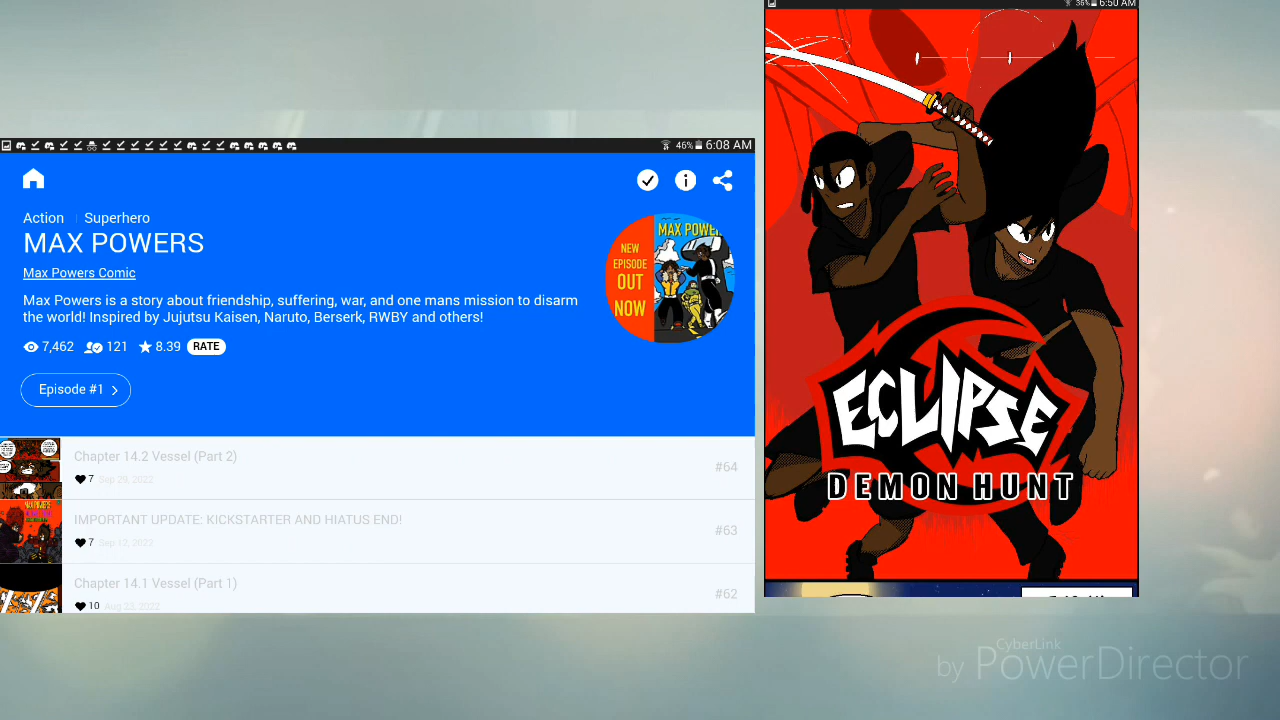 46% 6:08 AM
Action Superhero
MAX POWERS
Max Powers Comic
Max Powers is a story about friendship, suffering, war, and one mans mission to disarm
the world! Inspired by Jujutsu Kaisen, Naruto, Berserk, RWBY and others!
7,462 121 8.39 RATE
Episode #1
NEW
EPISODE
OUT
NOW
MAX POWE
Chapter 14.2 Vessel (Part 2)
7 Sep 29, 2022
#64
IMPORTANT UPDATE: KICKSTARTER AND HIATUS END!
7 Sep 12, 2022
#63
MAX POWERS
Chapter 14.1 Vessel (Part 1)
10 Aug 23, 2022
#62
36% 6:50 AM
ECLIPSE
DEMON HUNT
CyberLink
by PowerDirector